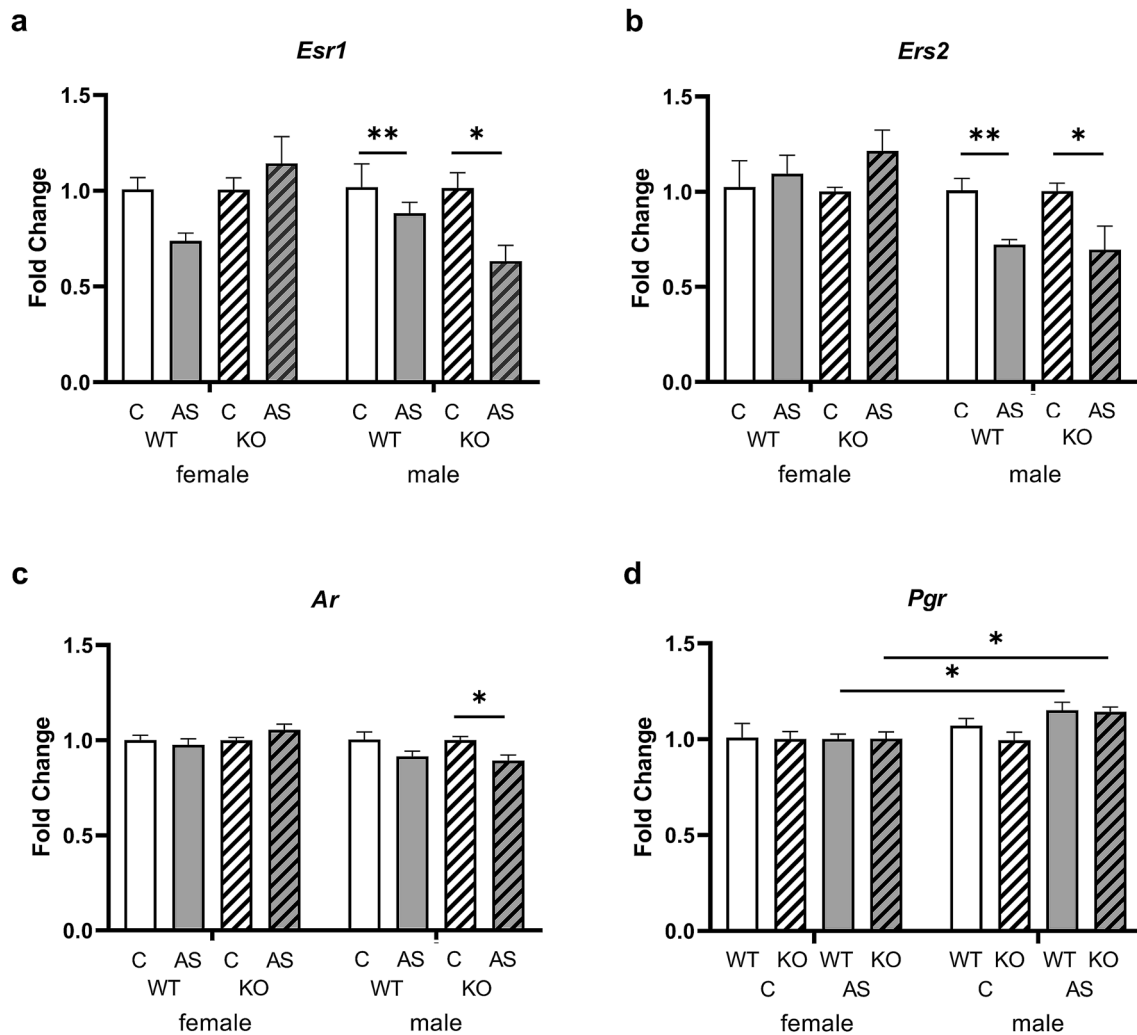 a
Esr1
Fold Change
1.5
1.0
0.5
0.0
** *
C AS C AS C AS C AS
WT KO WT KO
female male
b
Ers2
Fold Change
1.5
1.0
0.5
0.0
** *
C AS C AS C AS C AS
WT KO WT KO
female male
c
Ar
Fold Change
1.5
1.0
0.5
0.0
*
C AS C AS C AS C AS
WT KO WT KO
female male
d
Pgr
Fold Change
1.5
1.0
0.5
0.0
*
*
WT KO WT KO WT KO WT KO
C AS C AS
female male